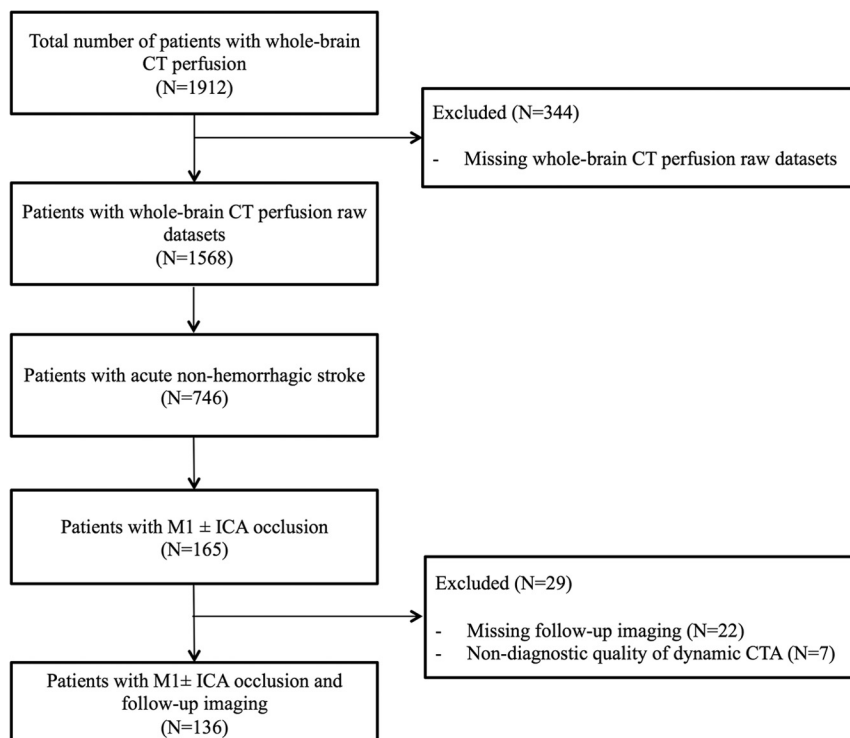 Total number of patients with whole-brain
CT perfusion
(N=1912)
Excluded (N=344)
- Missing whole-brain CT perfusion raw datasets
Patients with whole-brain CT perfusion raw
datasets
(N=1568)
Patients with acute non-hemorrhagic stroke
(N=746)
Patients with M1 ± ICA occlusion
(N=165)
Excluded (N=29)
- Missing follow-up imaging (N=22)
- Non-diagnostic quality of dynamic CTA (N=7)
Patients with M1± ICA occlusion and
follow-up imaging
(N=136)